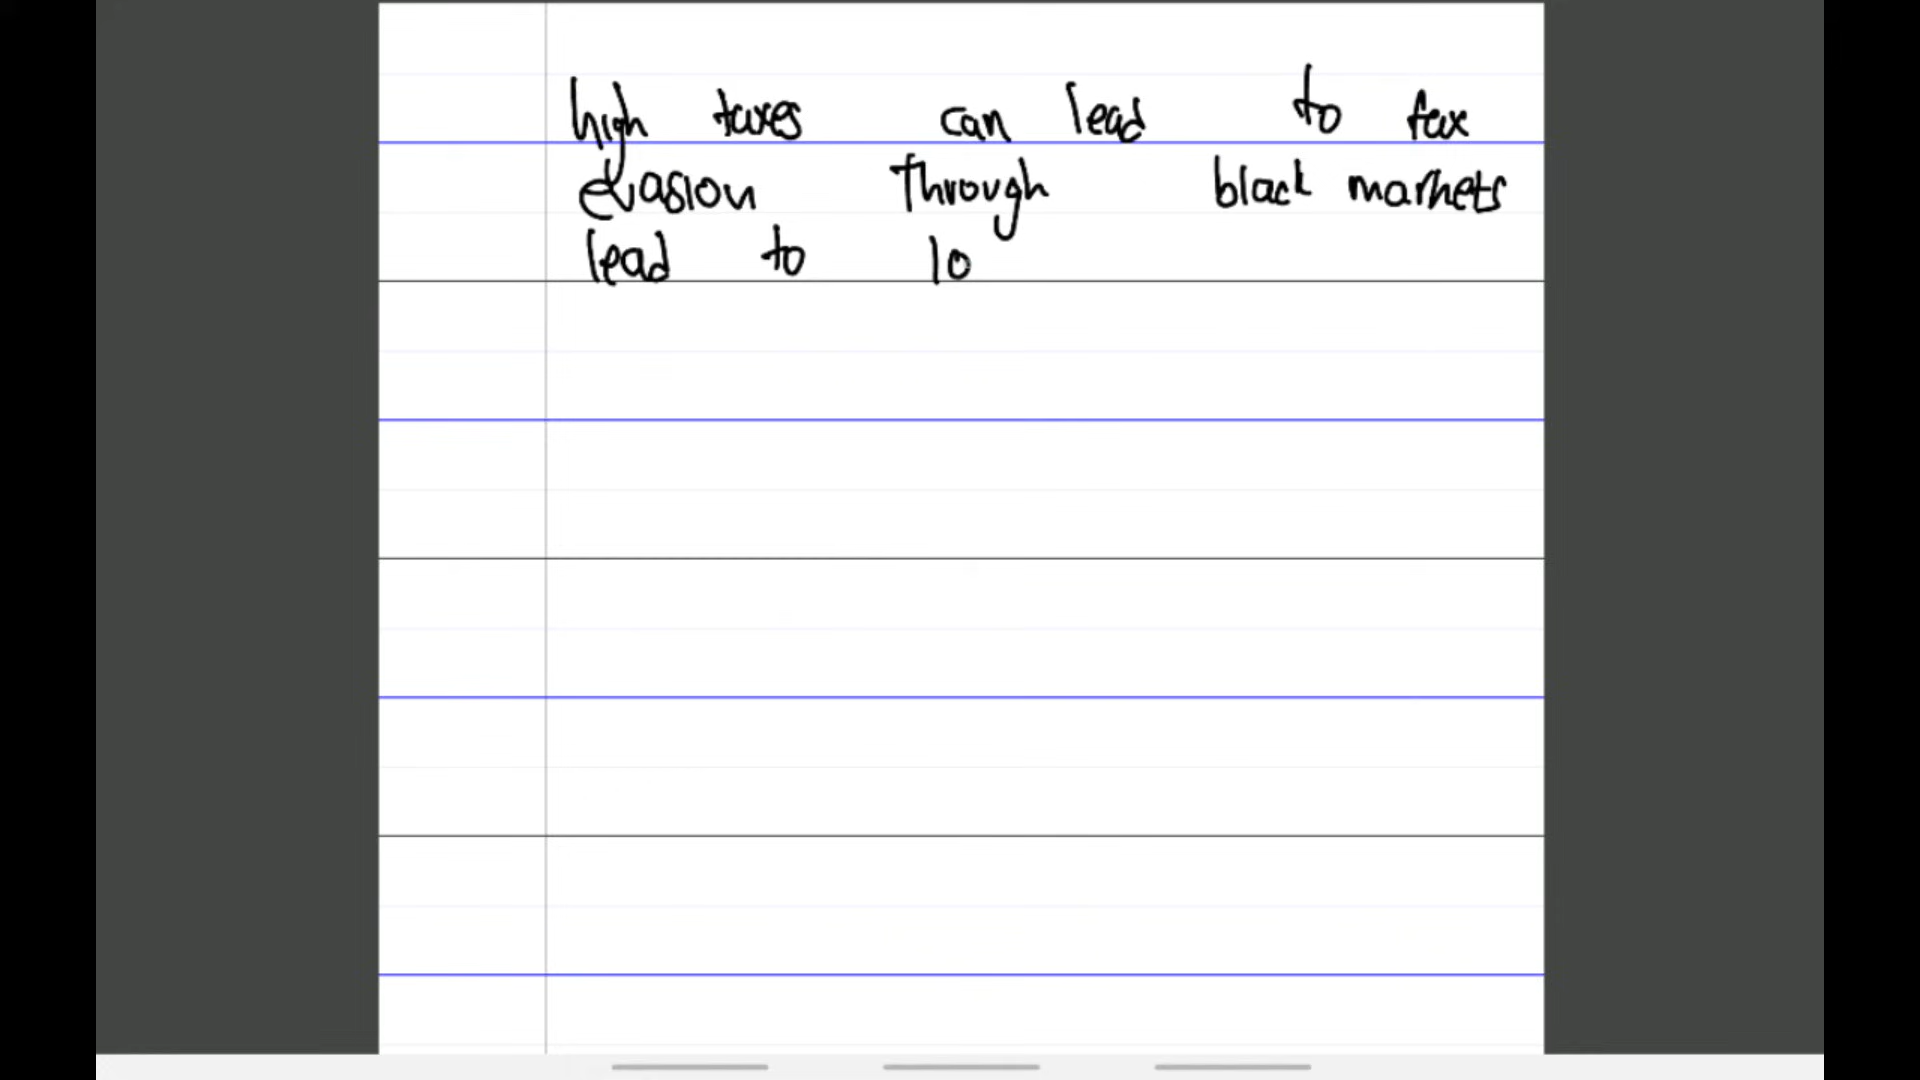 high taxes can lead to tax
evasion through black markets
lead to lo